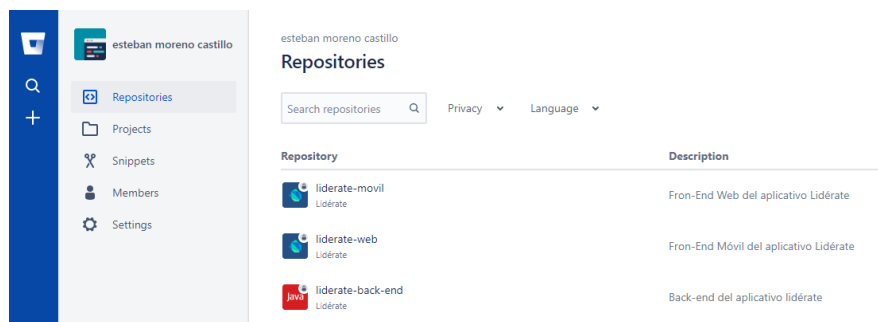 esteban moreno castillo
Repositories
Projects
Snippets
Members
Settings
esteban moreno castillo
Repositories
Search repositories
Privacy
Language
Repository Description
liderate-movil
Lidérate
Fron-End Web del aplicativo Lidérate
liderate-web
Lidérate
Fron-End Móvil del aplicativo Lidérate
Java
liderate-back-end
Lidérate
Back-end del aplicativo lidérate